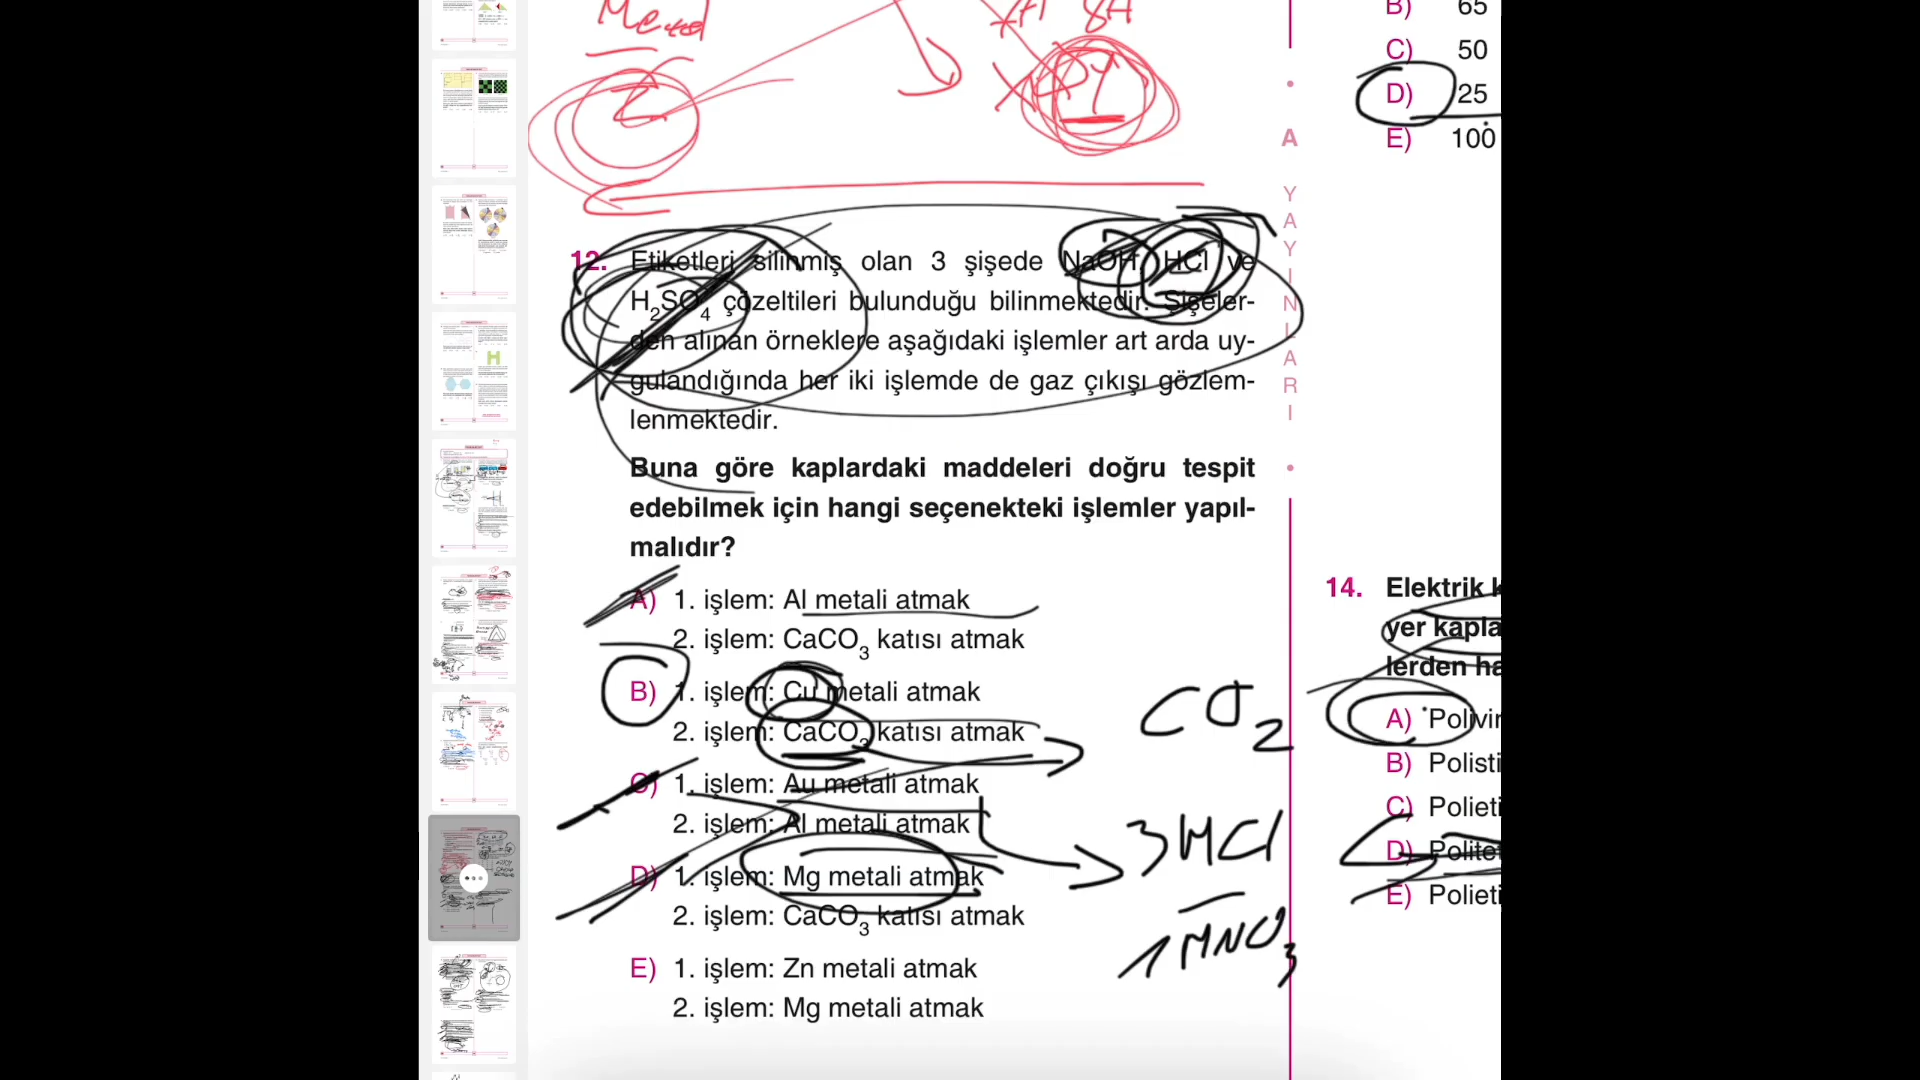 Metal
Z
XH 8A
X Y
B) 65
C) 50
D) 25
E) 100
A YAYINLARI
12. Etiketleri silinmiş olan 3 şişede NaOH, HCl ve
H2SO4 çözeltileri bulunduğu bilinmektedir. Şişeler-
den alınan örneklere aşağıdaki işlemler art arda uy-
gulandığında her iki işlemde de gaz çıkışı gözlem-
lenmektedir.
Buna göre kaplardaki maddeleri doğru tespit
edebilmek için hangi seçenekteki işlemler yapıl-
malıdır?
A) 1. işlem: Al metali atmak
2. işlem: CaCO3 katısı atmak
B) 1. işlem: Cu metali atmak
2. işlem: CaCO3 katısı atmak
C) 1. işlem: Au metali atmak
2. işlem: Al metali atmak
D) 1. işlem: Mg metali atmak
2. işlem: CaCO3 katısı atmak
E) 1. işlem: Zn metali atmak
2. işlem: Mg metali atmak
CO2
3HCl
1HNO3
14. Elektrik k
yer kapla
lerden ha
A) Polivin
B) Polisti
C) Polieti
D) Politet
E) Polieti